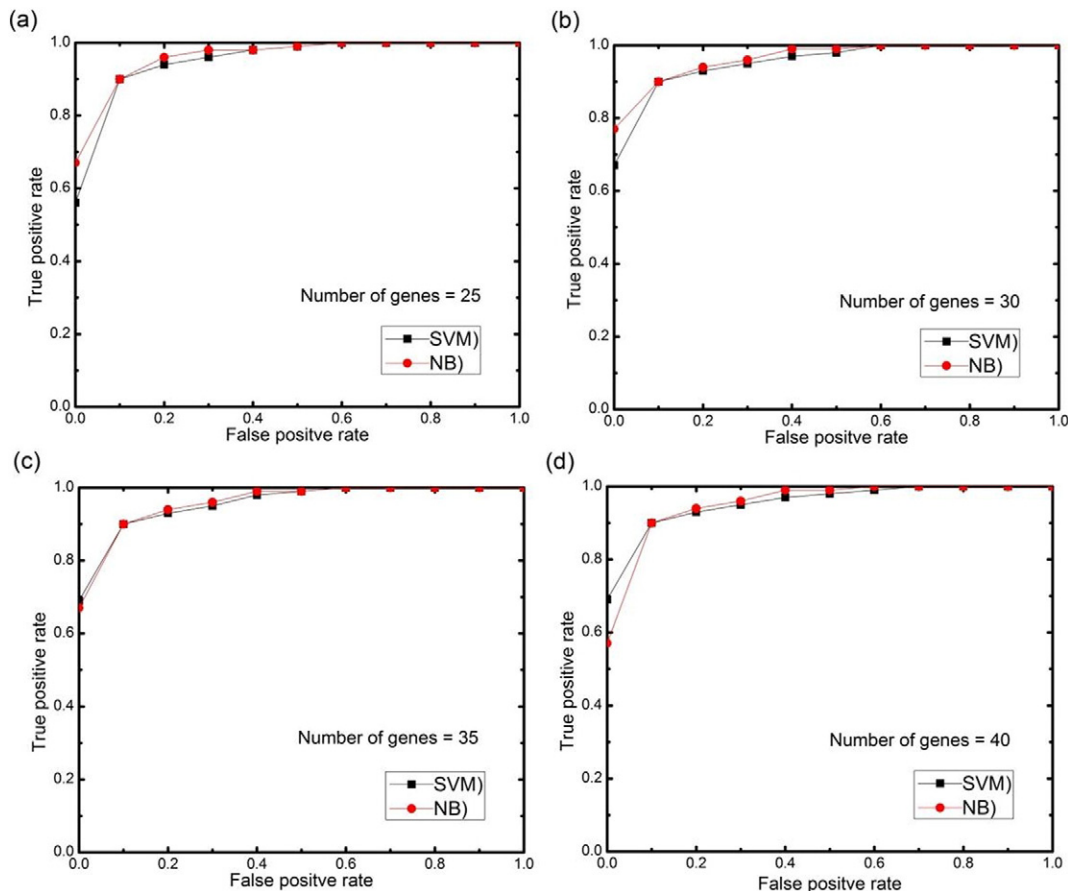 (a)
1.0
0.8
0.6
0.4
0.2
0.0
True positive rate
Number of genes = 25
SVM)
NB)
0.0 0.2 0.4 0.6 0.8 1.0
False positve rate
(b)
1.0
0.8
0.6
0.4
0.2
0.0
True positive rate
Number of genes = 30
SVM)
NB)
0.0 0.2 0.4 0.6 0.8 1.0
False positve rate
(c)
1.0
0.8
0.6
0.4
0.2
0.0
True positive rate
Number of genes = 35
SVM)
NB)
0.0 0.2 0.4 0.6 0.8 1.0
False positve rate
(d)
1.0
0.8
0.6
0.4
0.2
0.0
True positive rate
Number of genes = 40
SVM)
NB)
0.0 0.2 0.4 0.6 0.8 1.0
False positve rate